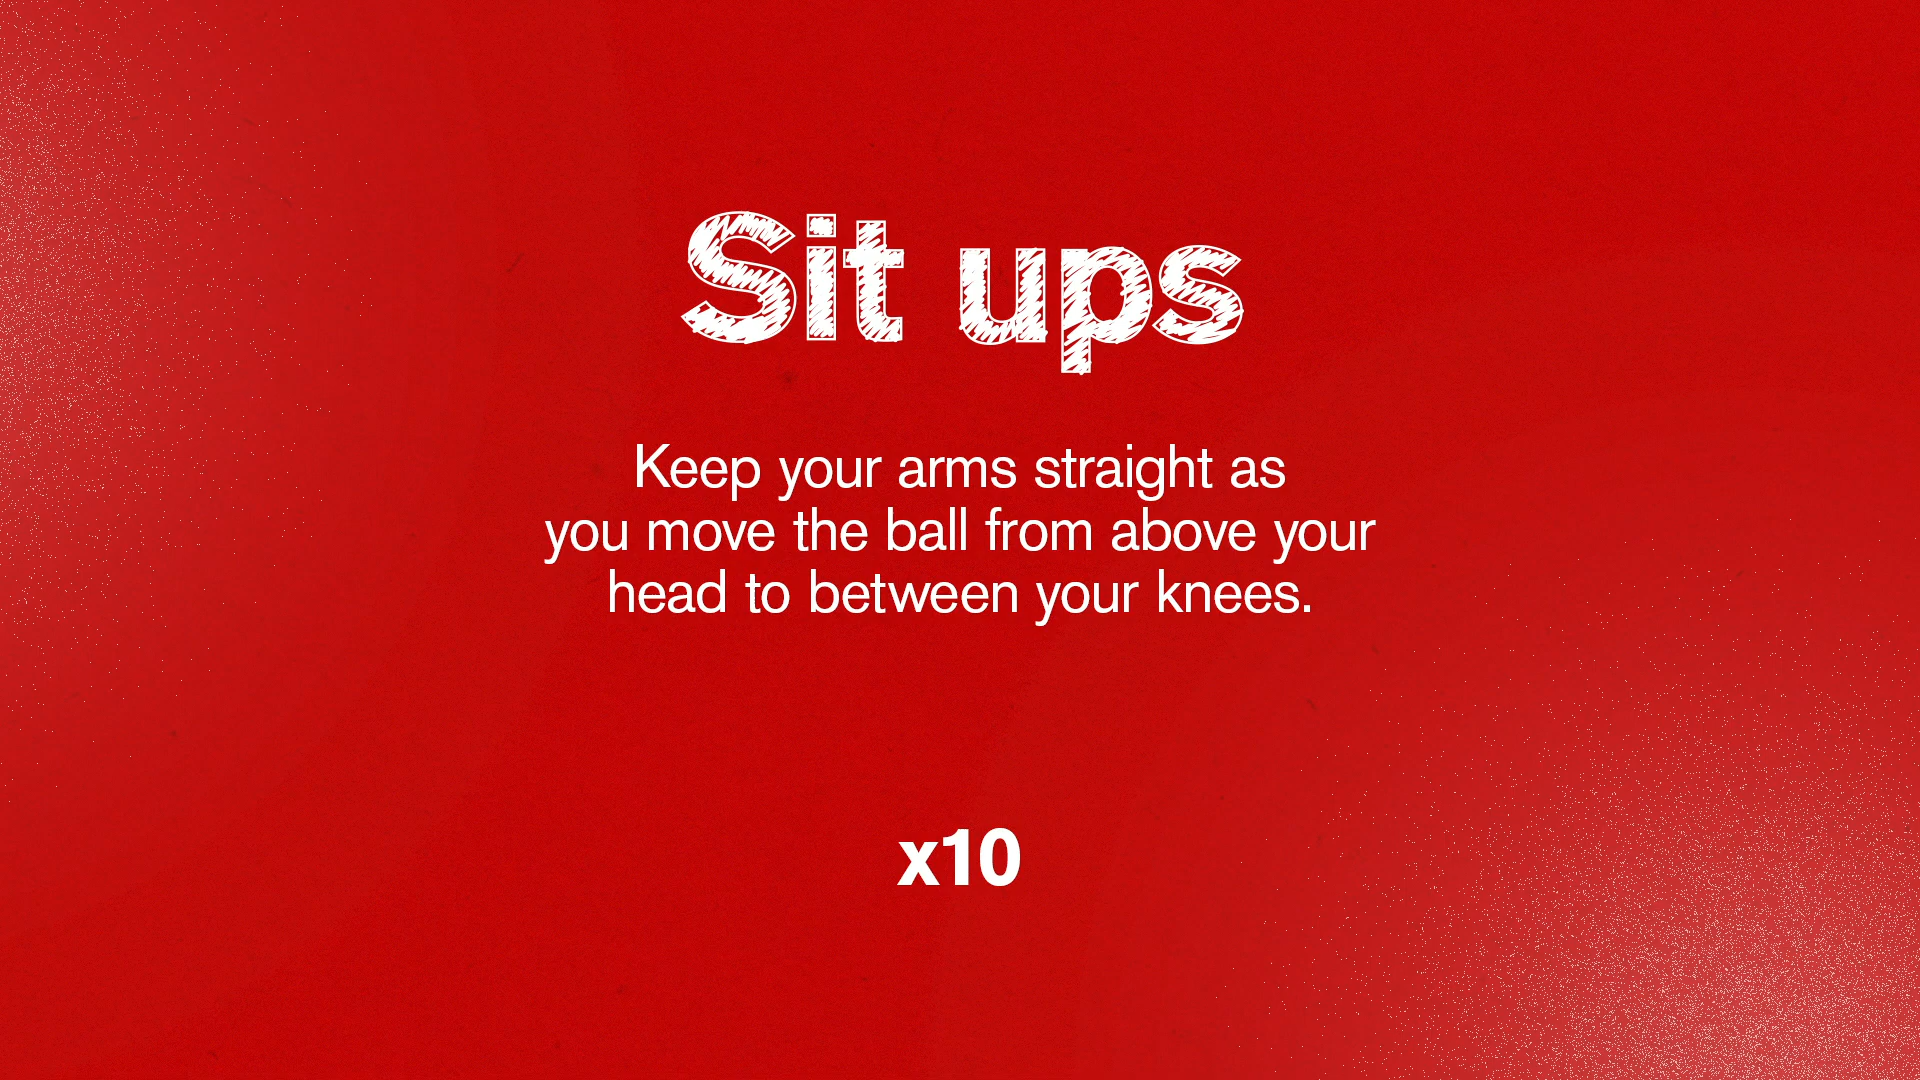 Sit ups
Keep your arms straight as
you move the ball from above your
head to between your knees.
x10